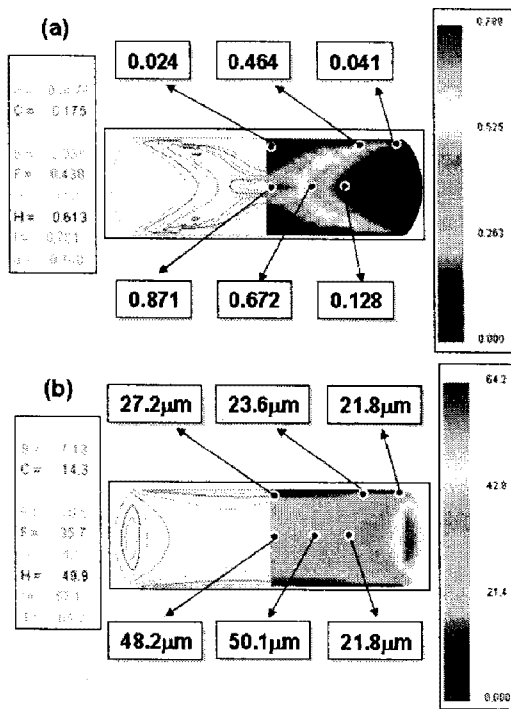 (a)
0.024
0.464
0.041
C = 0.175
F = 0.438
H = 0.613
0.525
0.263
0.000
0.871
0.672
0.128
(b)
27.2μm
23.6μm
21.8μm
64.2
C = 14.3
42.8
F = 35.7
H = 49.9
21.4
0.000
48.2μm
50.1μm
21.8μm